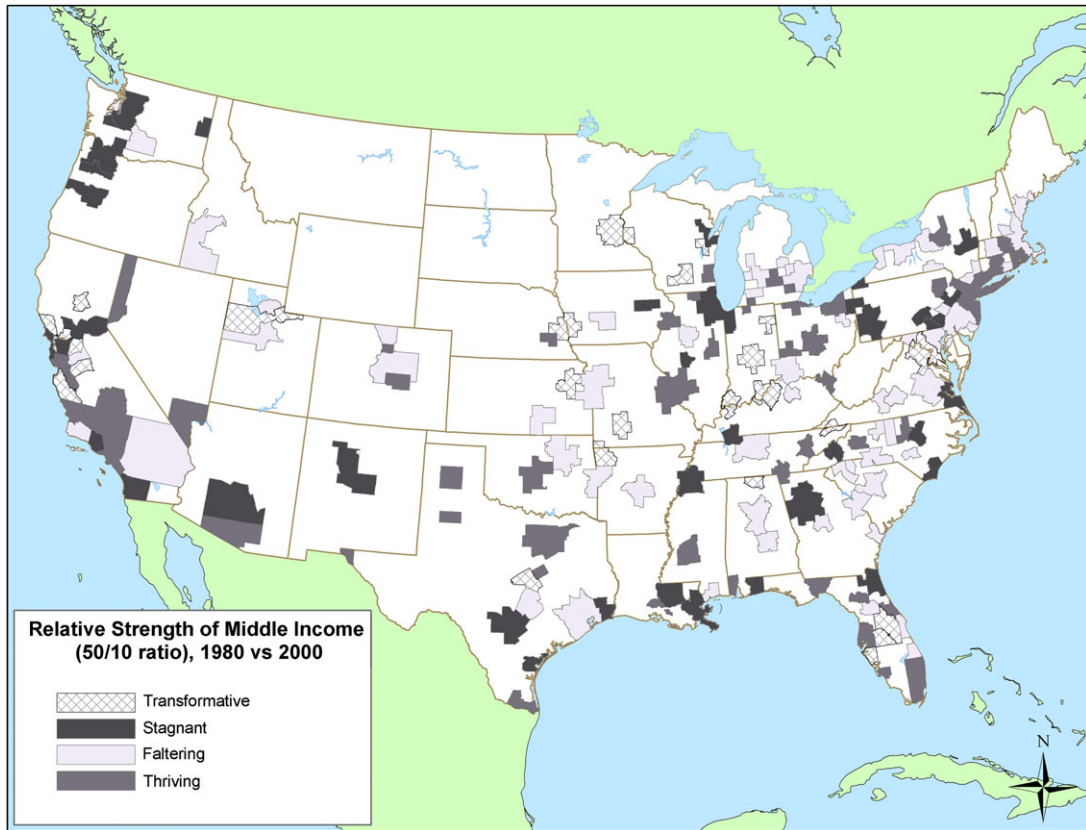 Relative Strength of Middle Income
(50/10 ratio), 1980 vs 2000
Transformative
Stagnant
Faltering
Thriving
N